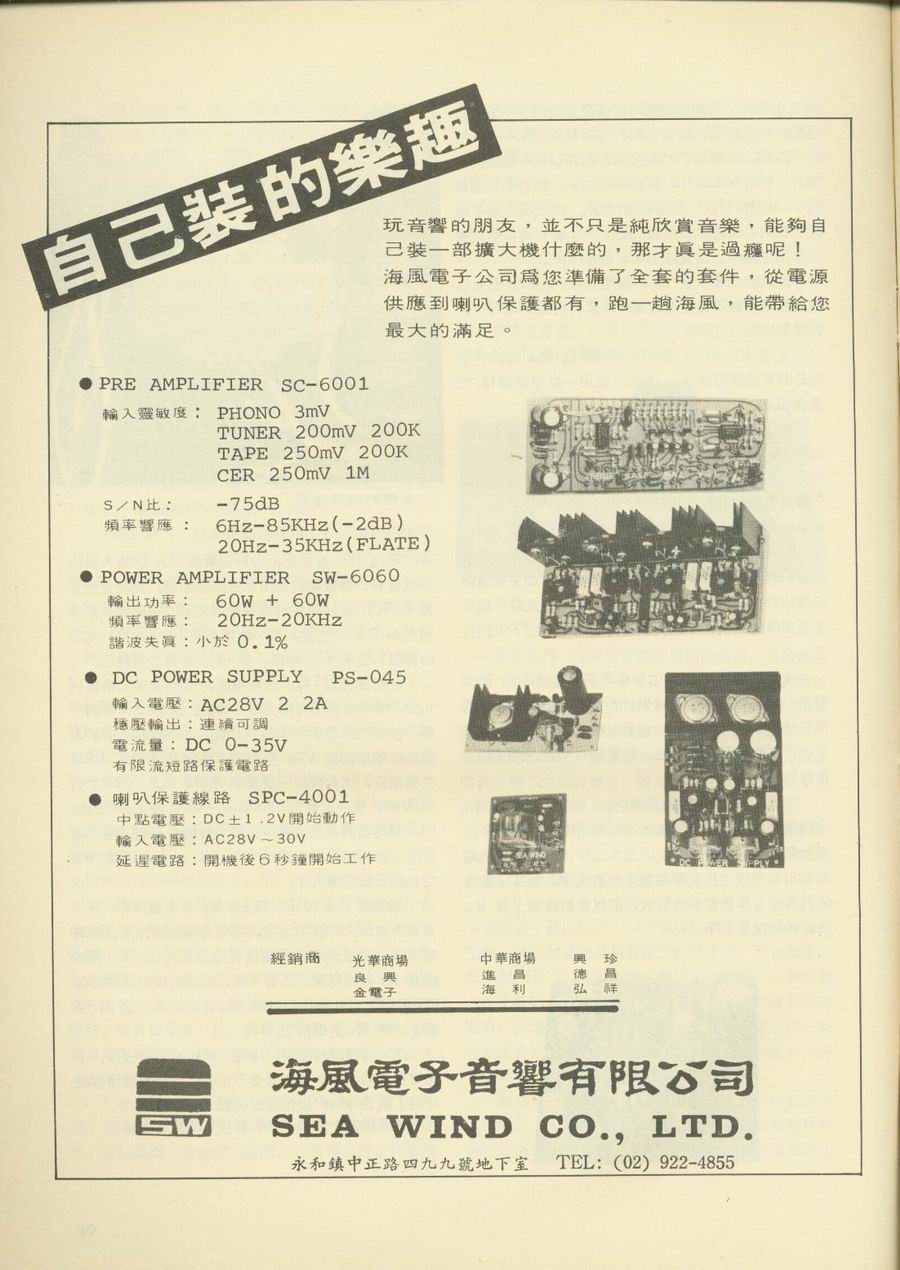 自己裝的樂趣
玩音響的朋友，並不只是純欣賞音樂，能夠自
己裝一部擴大機什麼的，那才眞是過癮呢！
海風電子公司爲您準備了全套的套件，從電源
供應到喇叭保護都有，跑一趟海風，能帶給您
最大的滿足。
● PRE AMPLIFIER SC-6001
輸入靈敏度： PHONO 3mV
TUNER 200mV 200K
TAPE 250mV 200K
CER 250mV 1M
S／N比： -75dB
頻率響應： 6Hz-85KHz(-2dB)
20Hz-35KHz(FLATE)
● POWER AMPLIFIER SW-6060
輸出功率： 60W + 60W
頻率響應： 20Hz-20KHz
諧波失眞：小於 0.1%
● DC POWER SUPPLY PS-045
輸入電壓：AC28V 2 2A
穩壓輸出：連續可調
電流量：DC 0-35V
有限流短路保護電路
● 喇叭保護線路 SPC-4001
中點電壓：DC±1.2V開始動作
輸入電壓：AC28V～30V
延遲電路：開機後6秒鐘開始工作
SEA WIND
DC POWER SUPPLY
經銷商 光華商場 中華商場 興珍
良興 進昌 德昌
金電子 海利 弘祥
SW
海風電子音響有限公司
SEA WIND CO., LTD.
永和鎮中正路四九九號地下室 TEL: (02) 922-4855